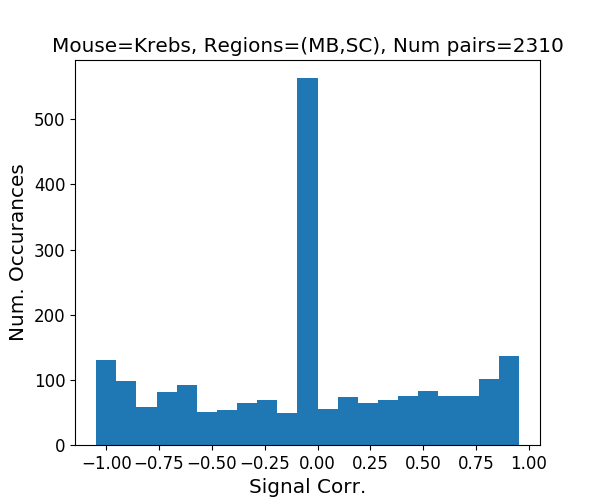 Mouse=Krebs, Regions=(MB,SC), Num pairs=2310
500
400
300
200
100
0
Num. Occurances
−1.00 −0.75 −0.50 −0.25 0.00 0.25 0.50 0.75 1.00
Signal Corr.